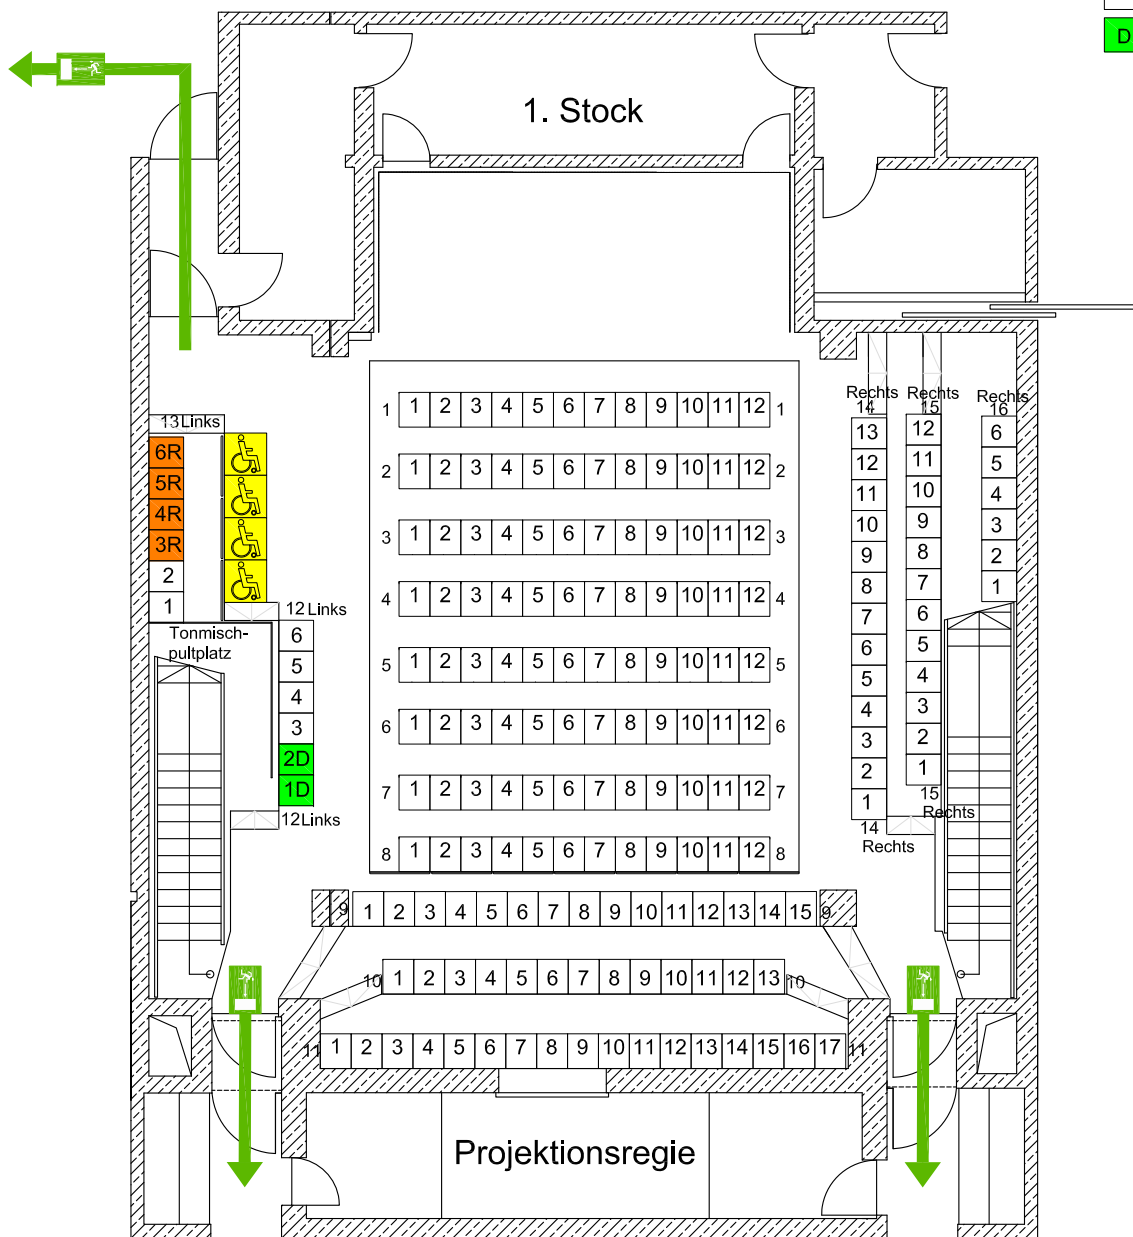 D
1. Stock
Rechts Rechts Rechts
14 15 16
1 1 2 3 4 5 6 7 8 9 10 11 12 1
2 1 2 3 4 5 6 7 8 9 10 11 12 2
3 1 2 3 4 5 6 7 8 9 10 11 12 3
4 1 2 3 4 5 6 7 8 9 10 11 12 4
5 1 2 3 4 5 6 7 8 9 10 11 12 5
6 1 2 3 4 5 6 7 8 9 10 11 12 6
7 1 2 3 4 5 6 7 8 9 10 11 12 7
8 1 2 3 4 5 6 7 8 9 10 11 12 8
13 Links
6R
5R
4R
3R
2
1
12 Links
Tonmisch-
pultplatz
6
5
4
3
2D
1D
12 Links
13
12
11
10
9
8
7
6
5
4
3
2
1
14
Rechts
12
11
10
9
8
7
6
5
4
3
2
1
15
Rechts
6
5
4
3
2
1
9 1 2 3 4 5 6 7 8 9 10 11 12 13 14 15 9
10 1 2 3 4 5 6 7 8 9 10 11 12 13 10
11 1 2 3 4 5 6 7 8 9 10 11 12 13 14 15 16 17 11
Projektionsregie